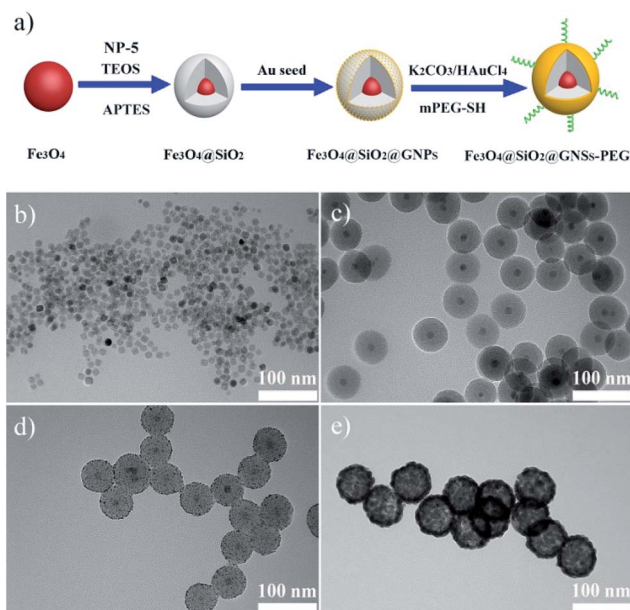 a)
NP-5
TEOS
APTES
Au seed
K₂CO₃/HAuCl₄
mPEG-SH
Fe₃O₄
Fe₃O₄@SiO₂
Fe₃O₄@SiO₂@GNPs
Fe₃O₄@SiO₂@GNSs-PEG
b)
100 nm
c)
100 nm
d)
100 nm
e)
100 nm